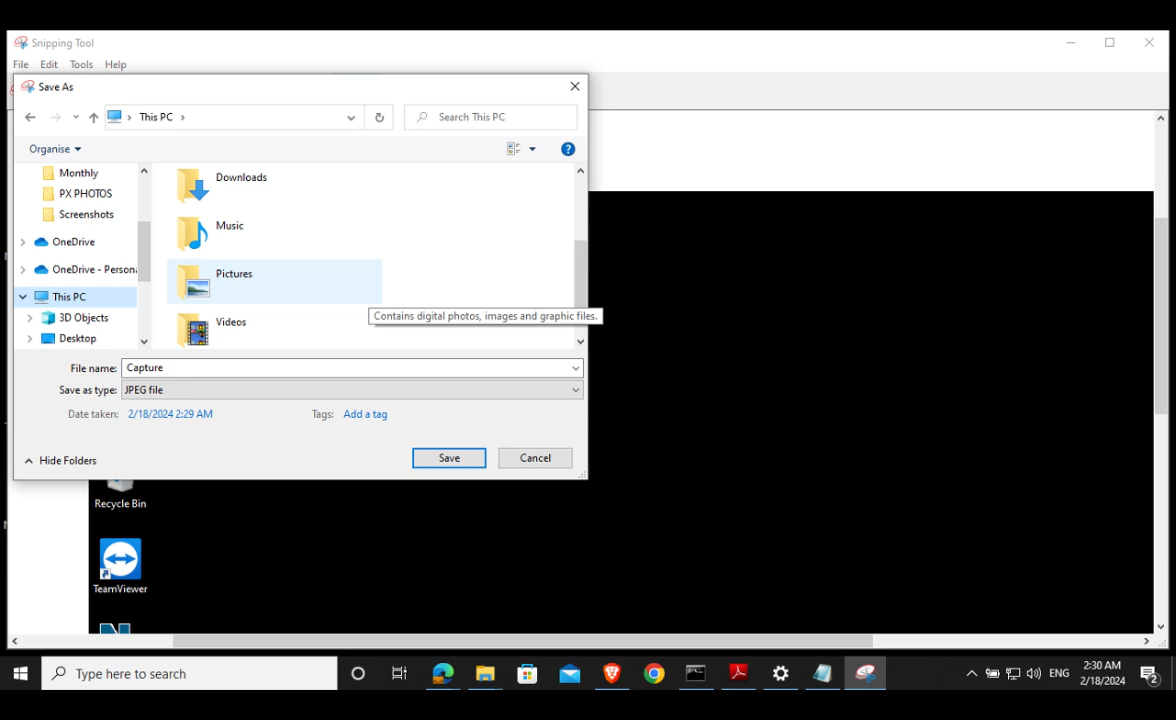 Snipping Tool
File Edit Tools Help
Save As
This PC
Search This PC
Organise
Monthly
PX PHOTOS
Screenshots
OneDrive
OneDrive - Persona
This PC
3D Objects
Desktop
Downloads
Music
Pictures
Contains digital photos, images and graphic files.
Videos
File name: Capture
Save as type: JPEG file
Date taken: 2/18/2024 2:29 AM Tags: Add a tag
Hide Folders
Save Cancel
Recycle Bin
TeamViewer
Type here to search
ENG
2:30 AM
2/18/2024
2